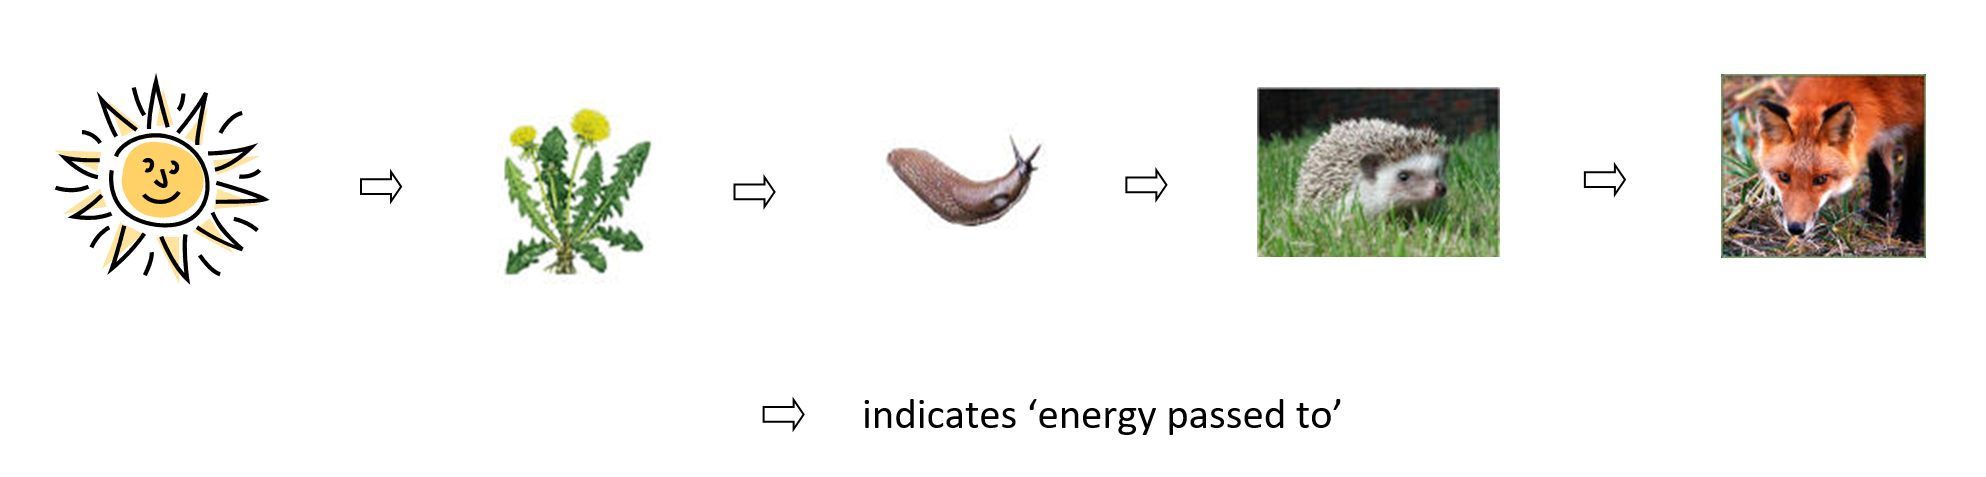 indicates ‘energy passed to’